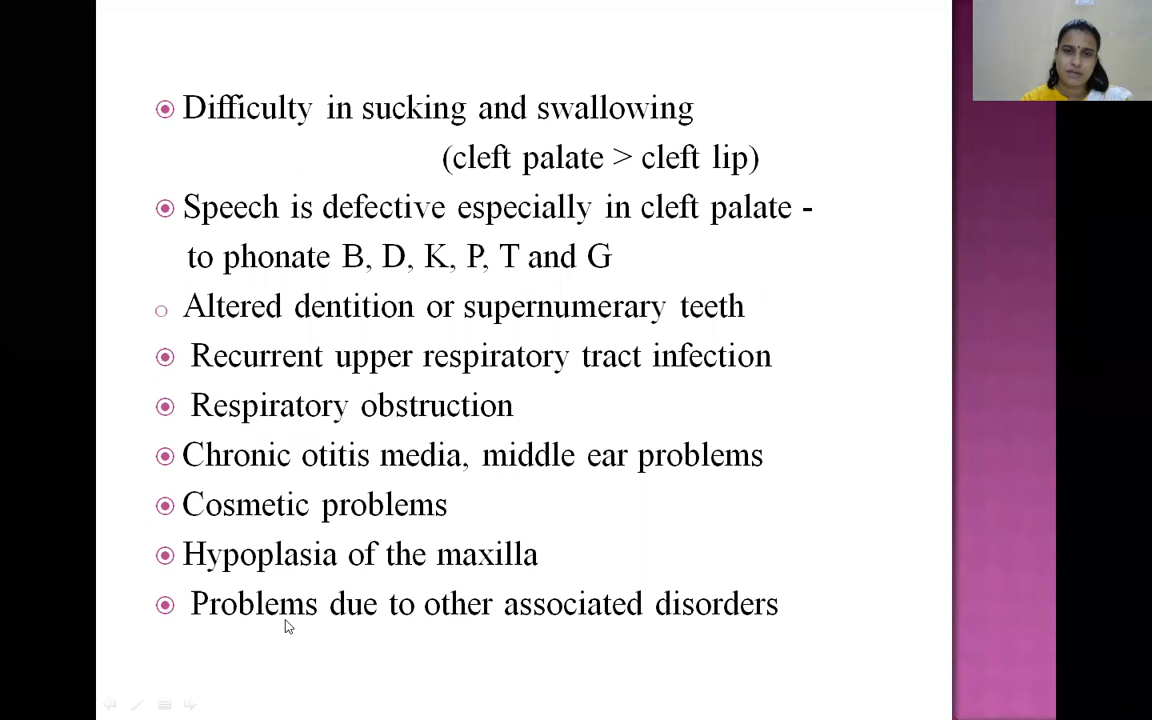 Difficulty in sucking and swallowing
(cleft palate > cleft lip)
Speech is defective especially in cleft palate -
to phonate B, D, K, P, T and G
Altered dentition or supernumerary teeth
Recurrent upper respiratory tract infection
Respiratory obstruction
Chronic otitis media, middle ear problems
Cosmetic problems
Hypoplasia of the maxilla
Problems due to other associated disorders